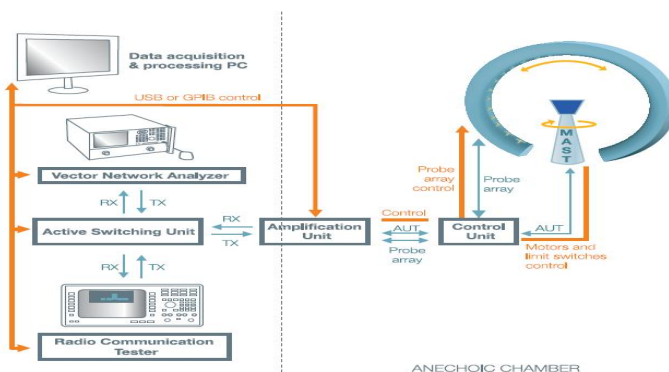 Data acquisition
& processing PC
USB or GPIB control
Vector Network Analyzer
RX
TX
Active Switching Unit
RX
TX
RX
TX
Radio Communication
Tester
Amplification
Unit
Control
AUT
Probe
array
Probe
array
control
Probe
array
Control
Unit
MAST
AUT
Motors and
limit switches
control
ANECHOIC CHAMBER